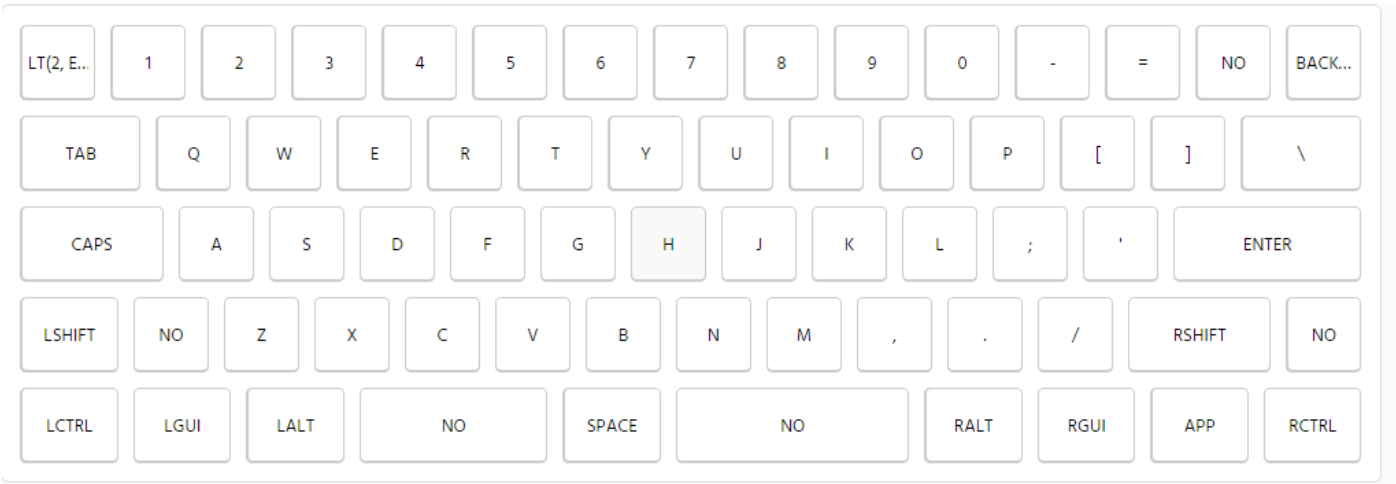 LT(2, E... 1 2 3 4 5 6 7 8 9 0 - = NO BACK...
TAB Q W E R T Y U I O P [ ] \
CAPS A S D F G H J K L ; ' ENTER
LSHIFT NO Z X C V B N M , . / RSHIFT NO
LCTRL LGUI LALT NO SPACE NO RALT RGUI APP RCTRL